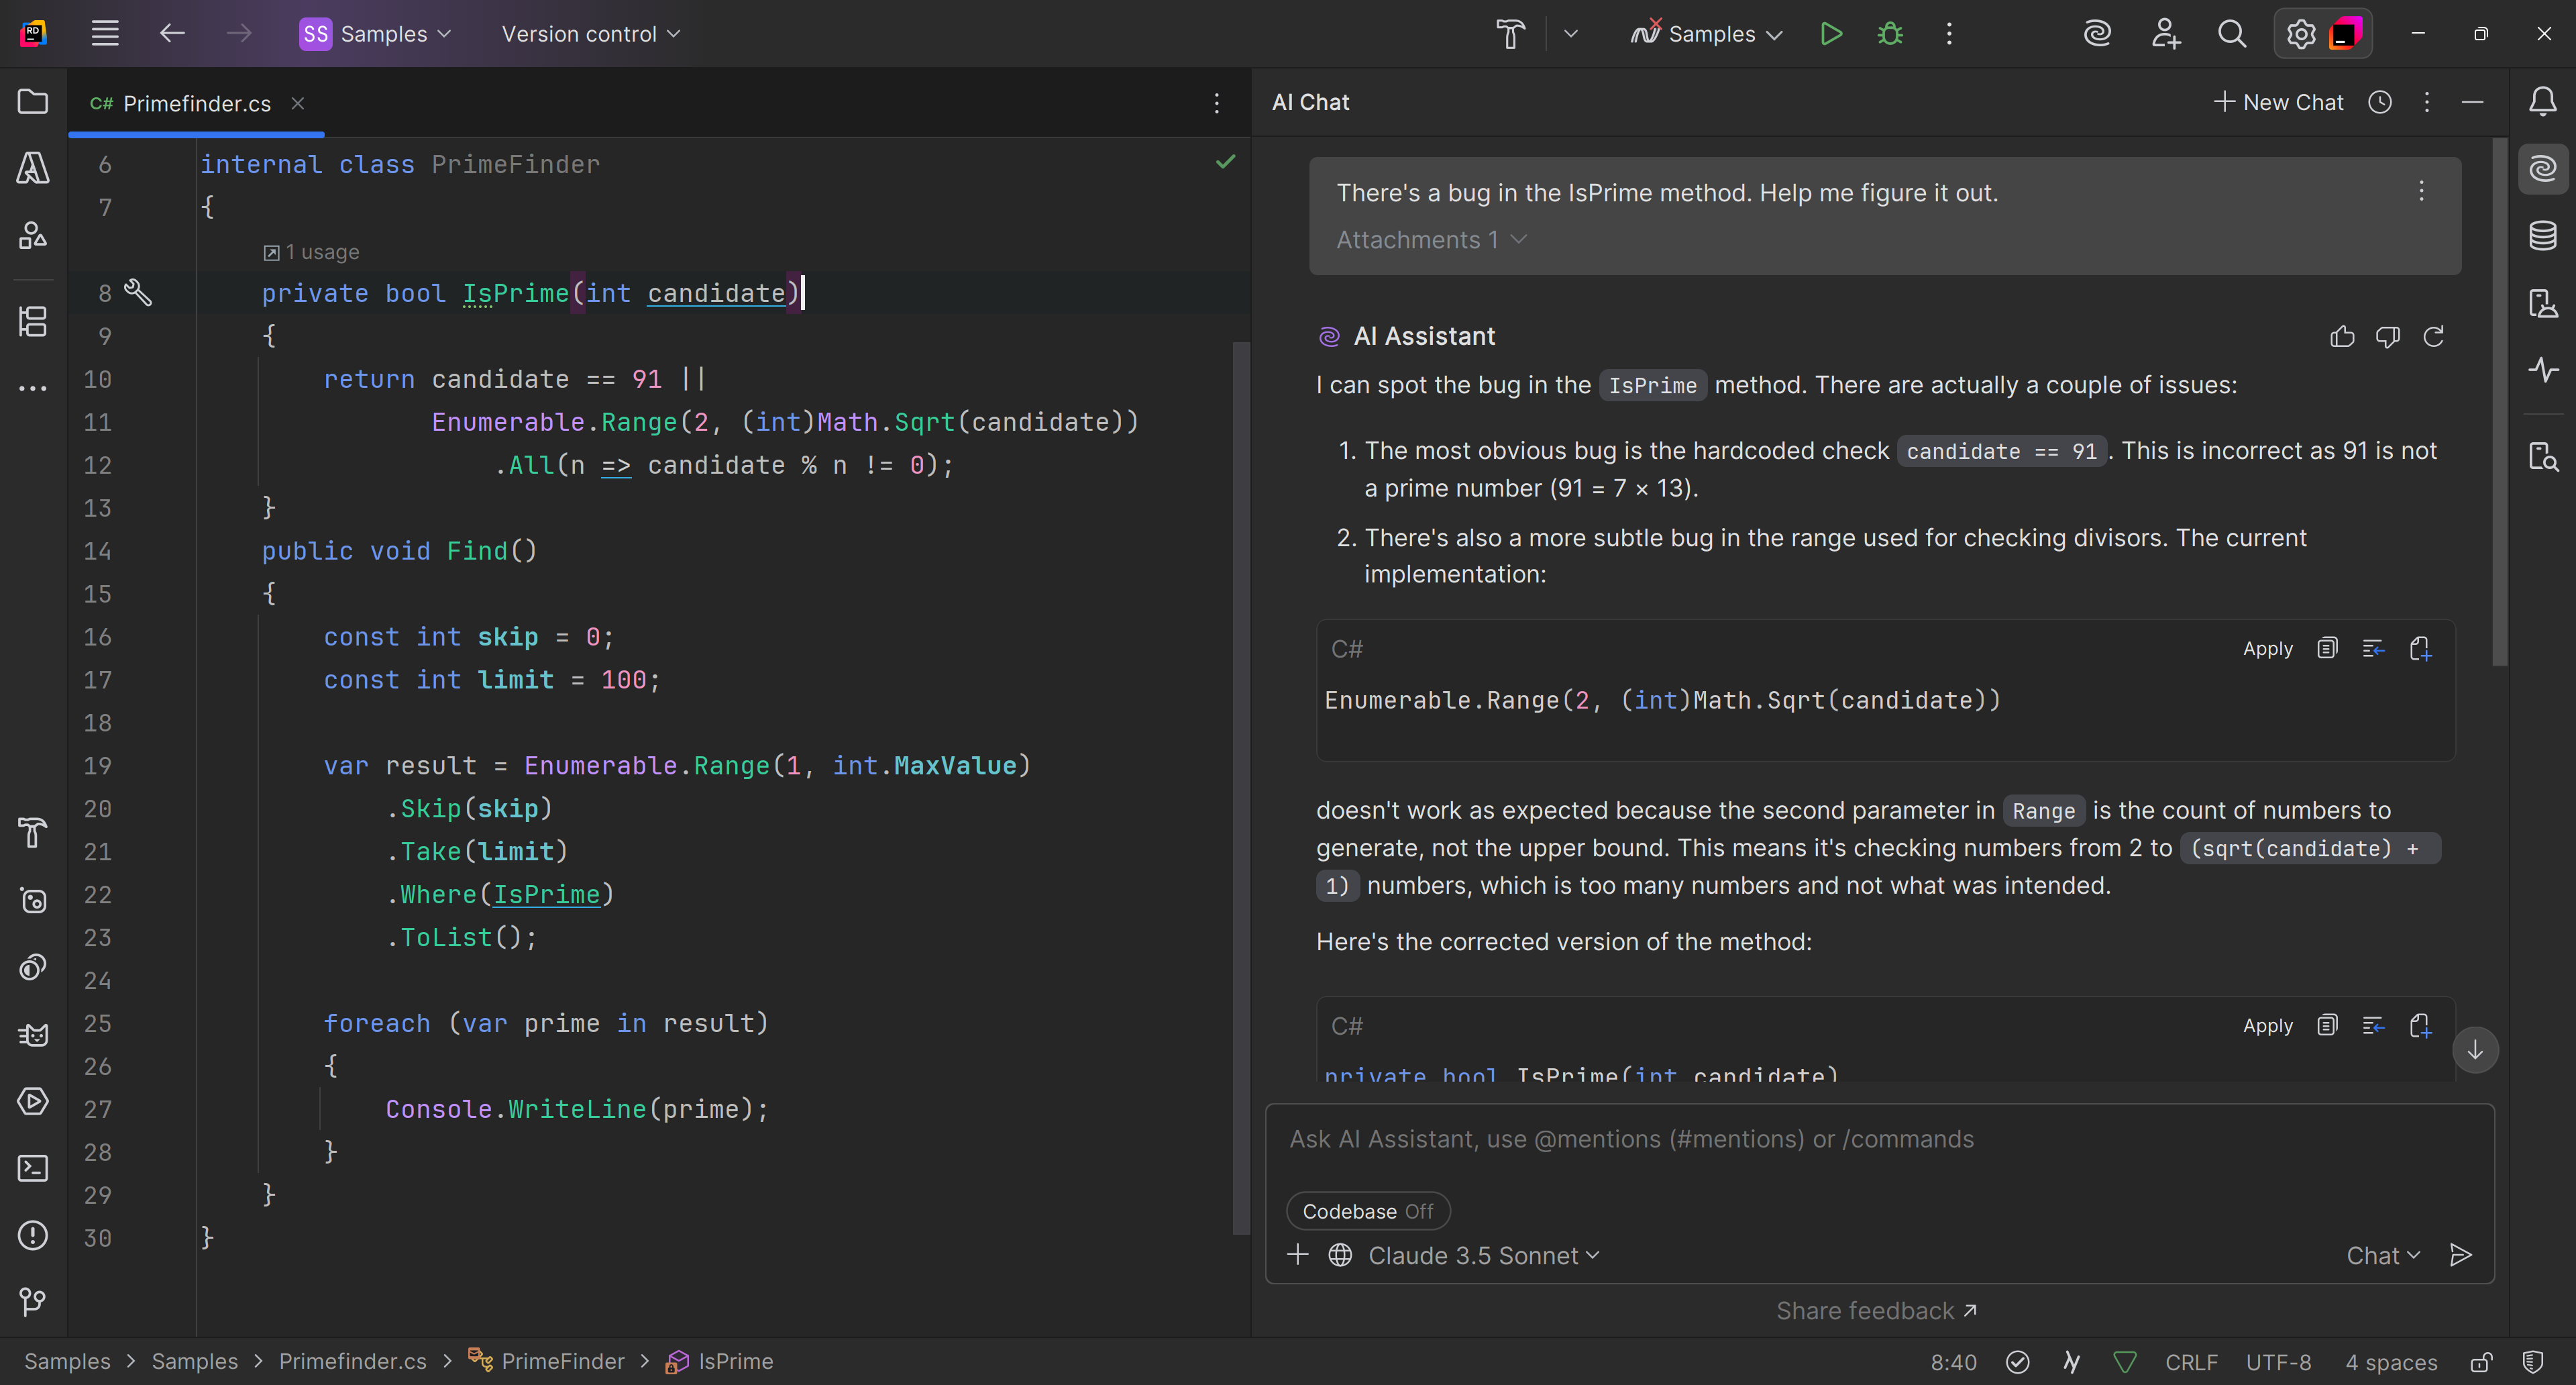 RD
SS Samples
Version control
Samples
C# Primefinder.cs
6 internal class PrimeFinder
7 {
1 usage
8 private bool IsPrime(int candidate)
9 {
10 return candidate == 91 ||
11 Enumerable.Range(2, (int)Math.Sqrt(candidate))
12 .All(n => candidate % n != 0);
13 }
14 public void Find()
15 {
16 const int skip = 0;
17 const int limit = 100;
18
19 var result = Enumerable.Range(1, int.MaxValue)
20 .Skip(skip)
21 .Take(limit)
22 .Where(IsPrime)
23 .ToList();
24
25 foreach (var prime in result)
26 {
27 Console.WriteLine(prime);
28 }
29 }
30 }
AI Chat
New Chat
There's a bug in the IsPrime method. Help me figure it out.
Attachments 1
AI Assistant
I can spot the bug in the IsPrime method. There are actually a couple of issues:
1. The most obvious bug is the hardcoded check candidate == 91. This is incorrect as 91 is not
a prime number (91 = 7 × 13).
2. There's also a more subtle bug in the range used for checking divisors. The current
implementation:
C#
Apply
Enumerable.Range(2, (int)Math.Sqrt(candidate))
doesn't work as expected because the second parameter in Range is the count of numbers to
generate, not the upper bound. This means it's checking numbers from 2 to (sqrt(candidate) +
1) numbers, which is too many numbers and not what was intended.
Here's the corrected version of the method:
C#
Apply
private bool IsPrime(int candidate)
Ask AI Assistant, use @mentions (#mentions) or /commands
Codebase Off
Claude 3.5 Sonnet
Chat
Share feedback ↗
Samples > Samples > Primefinder.cs > PrimeFinder > IsPrime
8:40
CRLF
UTF-8
4 spaces